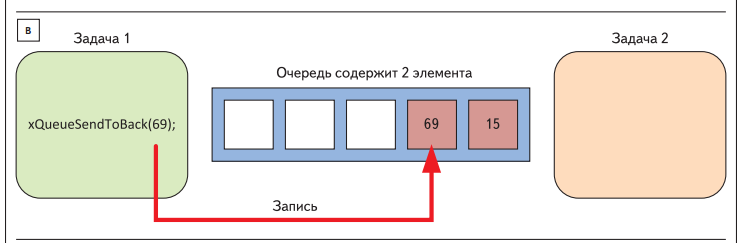 в
Задача 1
Задача 2
Очередь содержит 2 элемента
xQueueSendToBack(69);
69
15
Запись